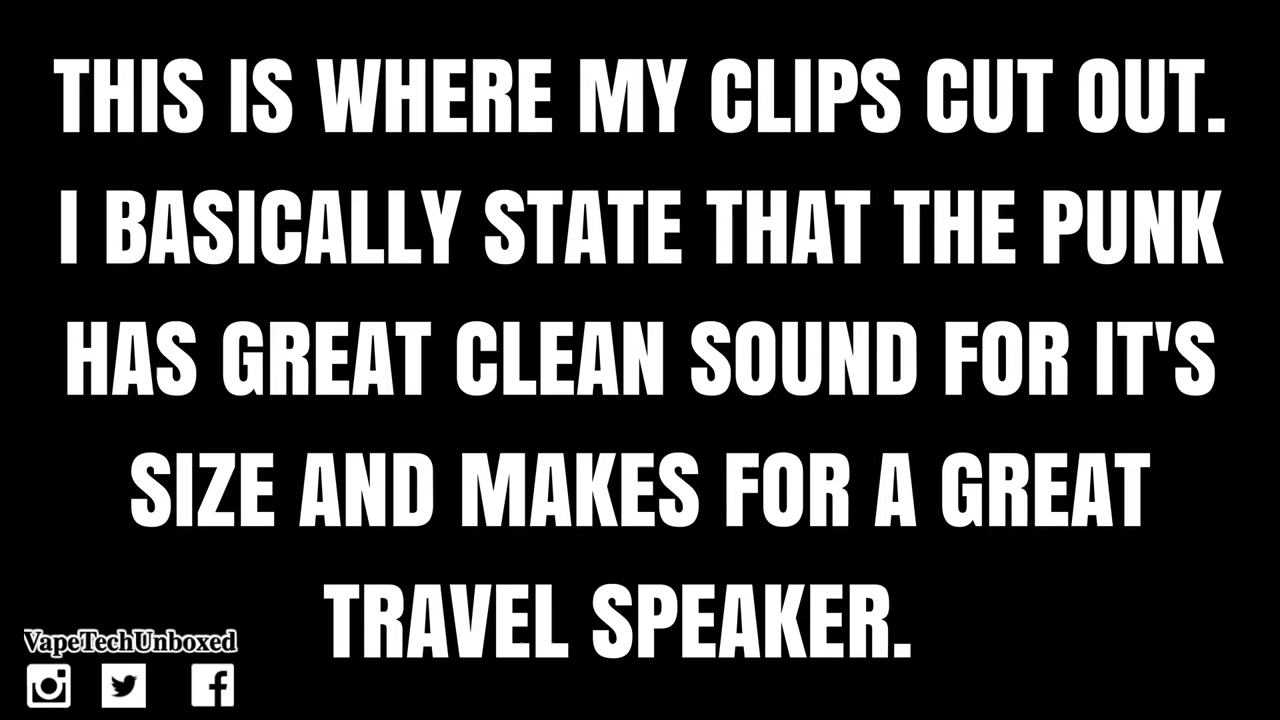 THIS IS WHERE MY CLIPS CUT OUT.
I BASICALLY STATE THAT THE PUNK
HAS GREAT CLEAN SOUND FOR IT'S
SIZE AND MAKES FOR A GREAT
TRAVEL SPEAKER.
VapeTechUnboxed